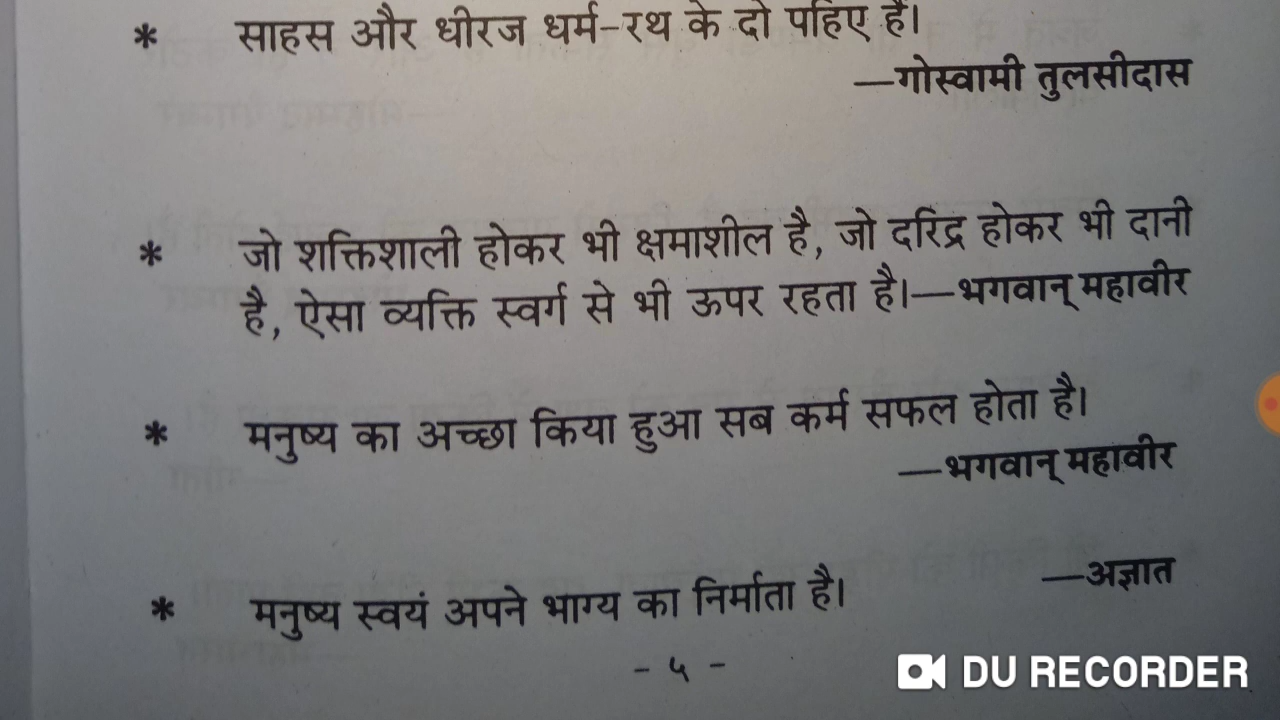 * साहस और धीरज धर्म-रथ के दो पहिए हैं।
—गोस्वामी तुलसीदास
* जो शक्तिशाली होकर भी क्षमाशील है, जो दरिद्र होकर भी दानी
है, ऐसा व्यक्ति स्वर्ग से भी ऊपर रहता है।—भगवान् महावीर
* मनुष्य का अच्छा किया हुआ सब कर्म सफल होता है।
—भगवान् महावीर
* मनुष्य स्वयं अपने भाग्य का निर्माता है। —अज्ञात
- ५ -
DU RECORDER